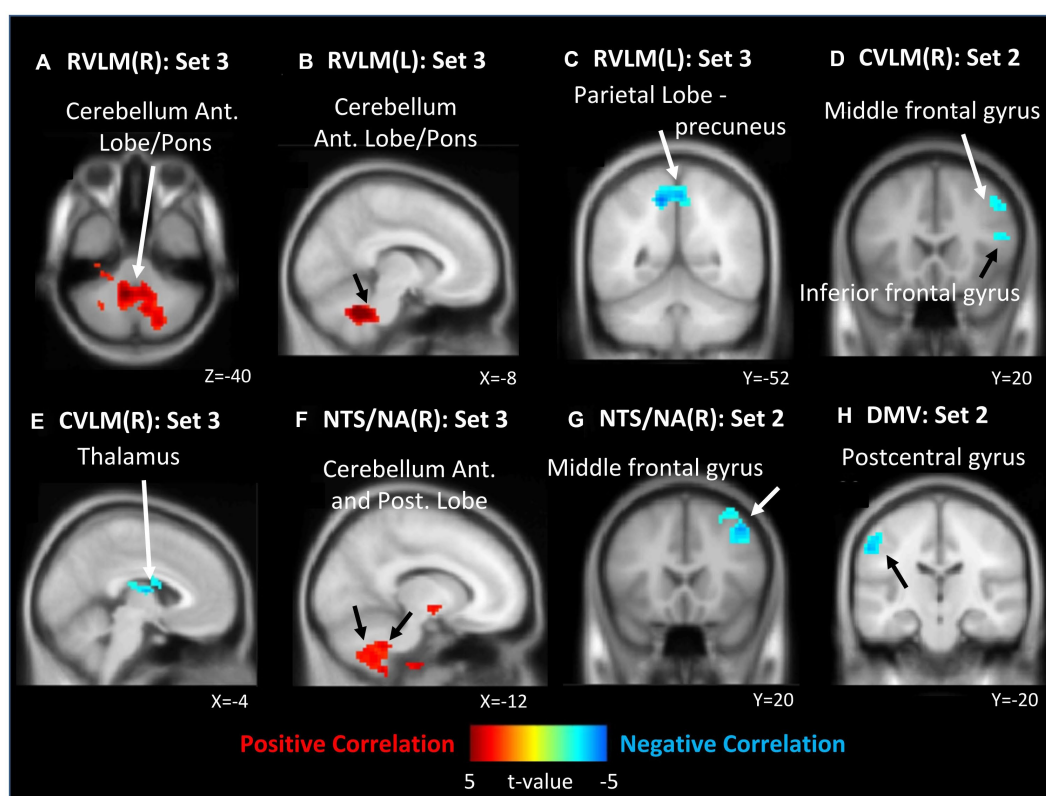 A RVLM(R): Set 3
Cerebellum Ant.
Lobe/Pons
Z=-40
B RVLM(L): Set 3
Cerebellum
Ant. Lobe/Pons
X=-8
C RVLM(L): Set 3
Parietal Lobe -
precuneus
Y=-52
D CVLM(R): Set 2
Middle frontal gyrus
Inferior frontal gyrus
Y=20
E CVLM(R): Set 3
Thalamus
X=-4
F NTS/NA(R): Set 3
Cerebellum Ant.
and Post. Lobe
X=-12
G NTS/NA(R): Set 2
Middle frontal gyrus
Y=20
H DMV: Set 2
Postcentral gyrus
Y=-20
Positive Correlation
Negative Correlation
5 t-value -5